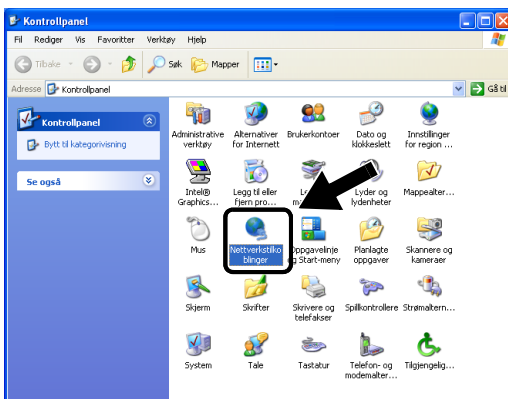 Kontrollpanel
Fil Rediger Vis Favoritter Verktøy Hjelp
Tilbake Søk Mapper
Adresse Kontrollpanel Gå til
Kontrollpanel
Bytt til kategorivisning
Se også
Administrative verktøy
Alternativer for Internett
Brukerkontoer
Dato og klokkeslett
Innstillinger for region ...
Intel® Graphics...
Legg til eller fjern pro...
Lyder og lydenheter
Mappealter...
Mus
Nettverkstilko blinger
Oppgavelinje og Start-meny
Planlagte oppgaver
Skannere og kameraer
Skjerm
Skrifter
Skrivere og telefakser
Spillkontrollere
Strømaltern...
System
Tale
Tastatur
Telefon- og modemalter...
Tilgjengelig...